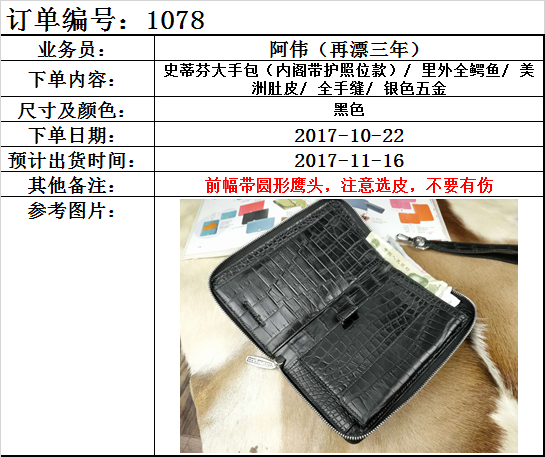 订单编号：1078
业务员：
阿伟（再漂三年）
下单内容：
史蒂芬大手包（内阁带护照位款）/ 里外全鳄鱼/ 美
洲肚皮/ 全手缝/ 银色五金
尺寸及颜色：
黑色
下单日期：
2017-10-22
预计出货时间：
2017-11-16
其他备注：
前幅带圆形鹰头，注意选皮，不要有伤
参考图片：